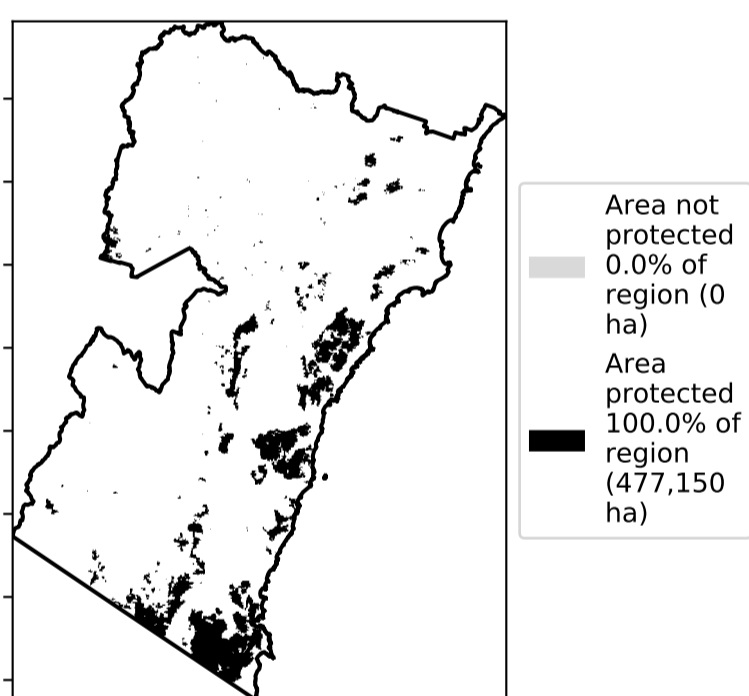 Area not
protected
0.0% of
region (0
ha)
Area
protected
100.0% of
region
(477,150
ha)